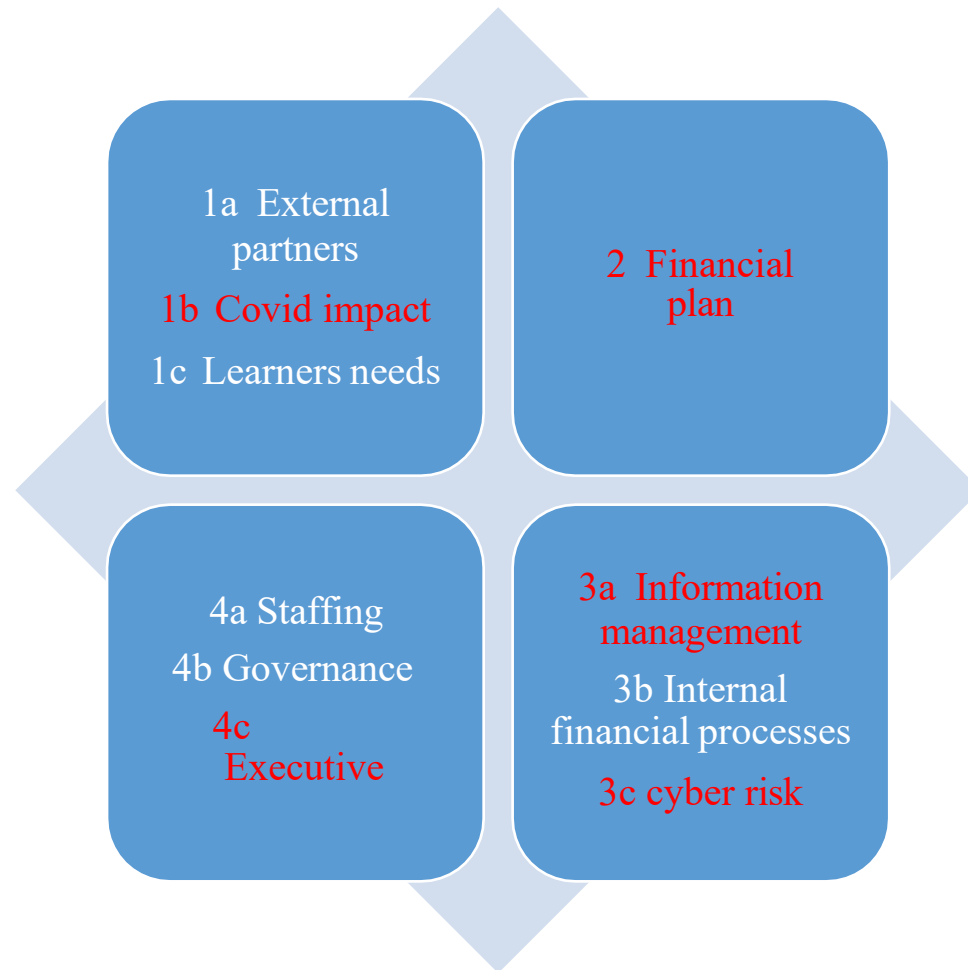 1a External
partners
1b Covid impact
1c Learners needs
2 Financial
plan
4a Staffing
4b Governance
4c
Executive
3a Information
management
3b Internal
financial processes
3c cyber risk